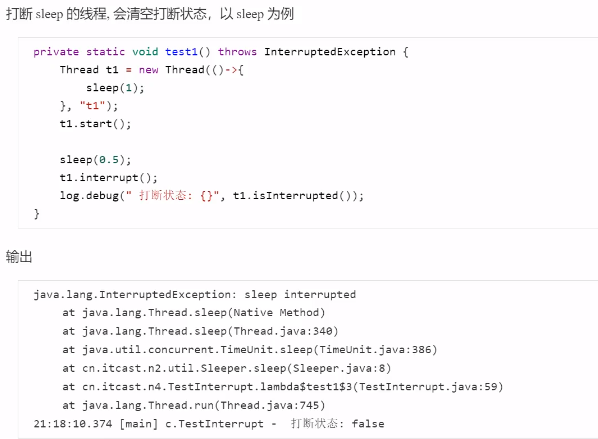 打断 sleep 的线程, 会清空打断状态，以 sleep 为例
private static void test1() throws InterruptedException {
    Thread t1 = new Thread(()->{
        sleep(1);
    }, "t1");
    t1.start();

    sleep(0.5);
    t1.interrupt();
    log.debug(" 打断状态: {}", t1.isInterrupted());
}
输出
java.lang.InterruptedException: sleep interrupted
    at java.lang.Thread.sleep(Native Method)
    at java.lang.Thread.sleep(Thread.java:340)
    at java.util.concurrent.TimeUnit.sleep(TimeUnit.java:386)
    at cn.itcast.n2.util.Sleeper.sleep(Sleeper.java:8)
    at cn.itcast.n4.TestInterrupt.lambda$test1$3(TestInterrupt.java:59)
    at java.lang.Thread.run(Thread.java:745)
21:18:10.374 [main] c.TestInterrupt -  打断状态: false